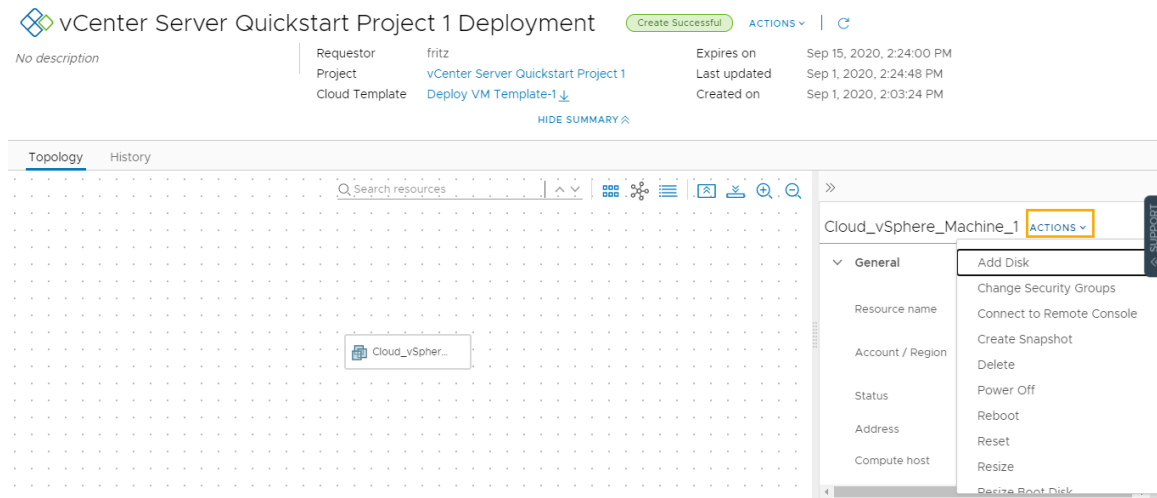 vCenter Server Quickstart Project 1 Deployment Create Successful ACTIONS
No description
Requestor fritz Expires on Sep 15, 2020, 2:24:00 PM
Project vCenter Server Quickstart Project 1 Last updated Sep 1, 2020, 2:24:48 PM
Cloud Template Deploy VM Template-1 Created on Sep 1, 2020, 2:03:24 PM
HIDE SUMMARY
Topology History
Search resources
Cloud_vSpher...
Cloud_vSphere_Machine_1 ACTIONS
General
Resource name
Account / Region
Status
Address
Compute host
Add Disk
Change Security Groups
Connect to Remote Console
Create Snapshot
Delete
Power Off
Reboot
Reset
Resize
Resize Boot Disk
SUPPORT